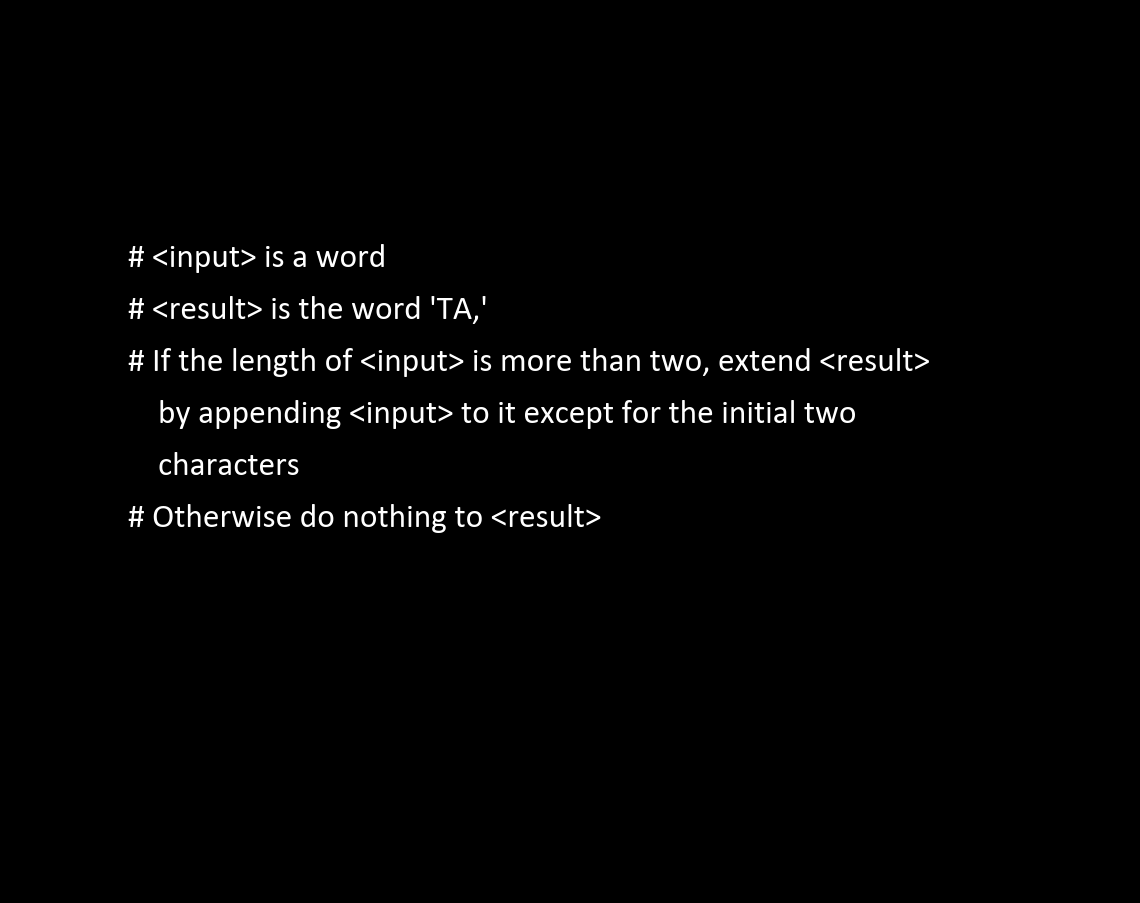 # <input> is a word
# <result> is the word 'TA,'
# If the length of <input> is more than two, extend <result>
by appending <input> to it except for the initial two
characters
# Otherwise do nothing to <result>